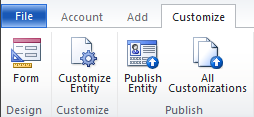 File Account Add Customize
Form Customize Publish All
Entity Entity Customizations
Design Customize Publish